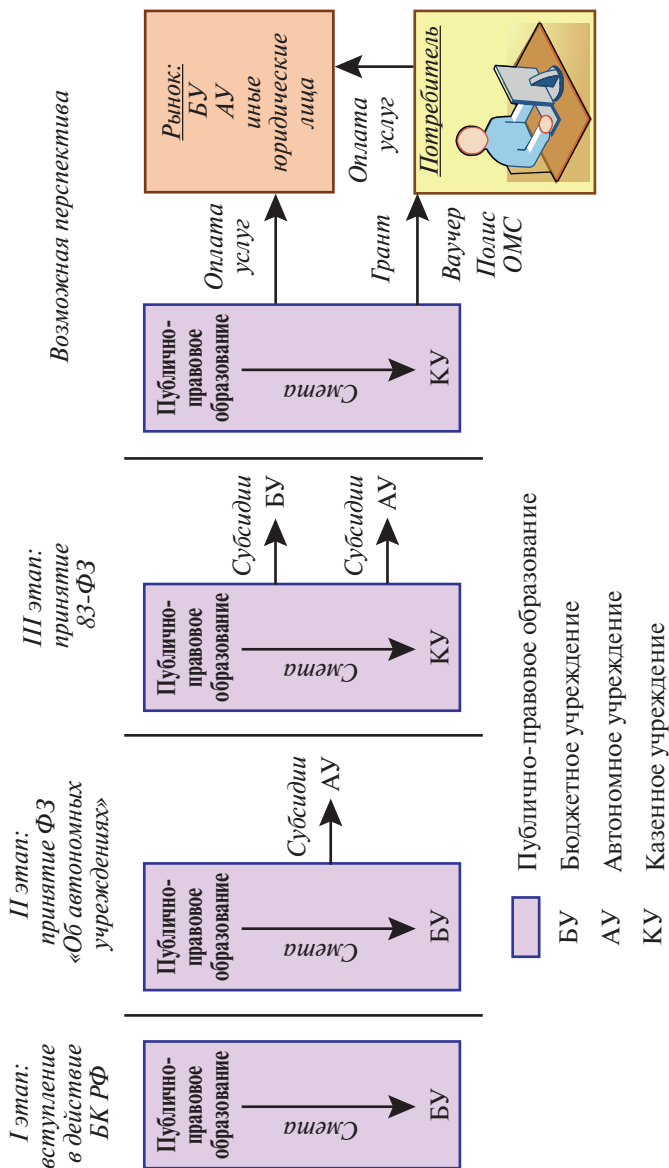 I этап:
вступление
в действие
БК РФ
Публично-
правовое
образование
Смета
БУ
II этап:
принятие ФЗ
«Об автономных
учреждениях»
Публично-
правовое
образование
Смета
БУ
Субсидии
АУ
III этап:
принятие
83-ФЗ
Публично-
правовое
образование
Смета
КУ
Субсидии
БУ
Субсидии
АУ
Возможная перспектива
Публично-
правовое
образование
Смета
КУ
Оплата
услуг
Рынок:
БУ
АУ
иные
юридические
лица
Грант
Ваучер
Полис
ОМС
Оплата
услуг
Потребитель
Публично-правовое образование
БУ Бюджетное учреждение
АУ Автономное учреждение
КУ Казенное учреждение